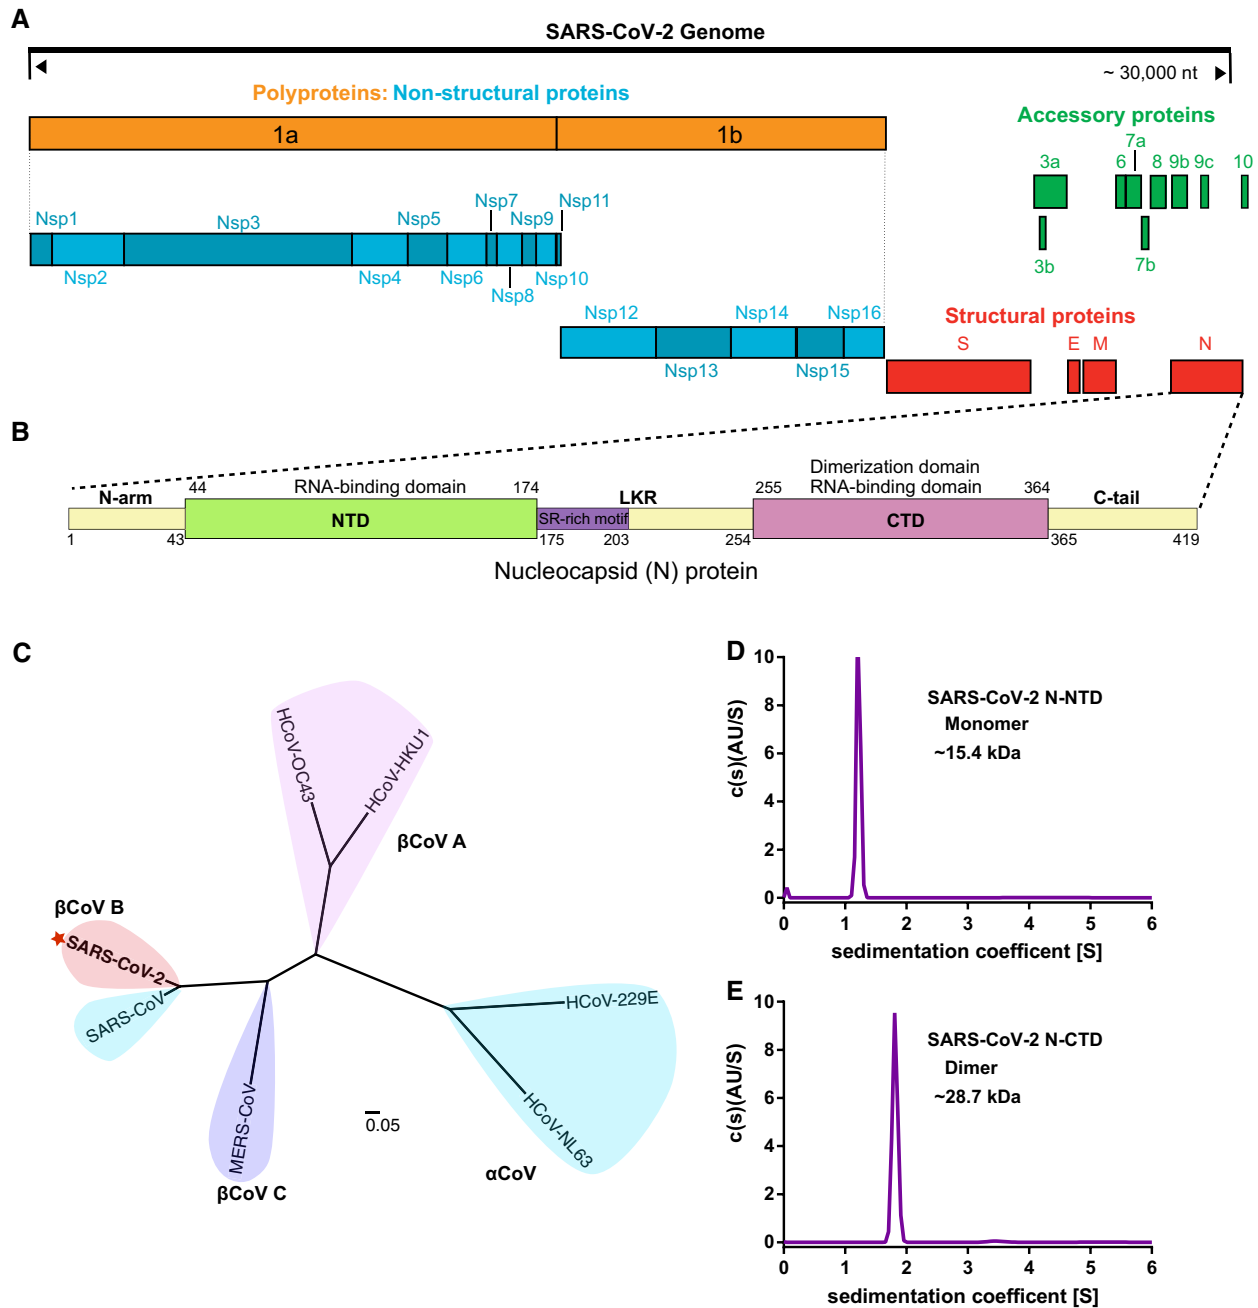 A
SARS-CoV-2 Genome
~ 30,000 nt
Polyproteins: Non-structural proteins
1a
1b
Accessory proteins
7a
3a
6
8
9b
9c
10
3b
7b
Nsp7
Nsp11
Nsp1
Nsp3
Nsp5
Nsp9
Nsp2
Nsp4
Nsp6
Nsp10
Nsp8
Nsp12
Nsp14
Nsp16
Nsp13
Nsp15
Structural proteins
S
E
M
N
B
Dimerization domain
N-arm
44
RNA-binding domain
174
LKR
255
RNA-binding domain
364
C-tail
NTD
SR-rich motif
CTD
1
43
175
203
254
365
419
Nucleocapsid (N) protein
C
HCoV-OC43
HCoV-HKU1
βCoV A
βCoV B
SARS-CoV-2
SARS-CoV
HCoV-229E
MERS-CoV
0.05
HCoV-NL63
αCoV
βCoV C
D
10
8
6
4
2
0
c(s)(AU/S)
SARS-CoV-2 N-NTD
Monomer
~15.4 kDa
0 1 2 3 4 5 6
sedimentation coefficent [S]
E
10
8
6
4
2
0
c(s)(AU/S)
SARS-CoV-2 N-CTD
Dimer
~28.7 kDa
0 1 2 3 4 5 6
sedimentation coefficent [S]